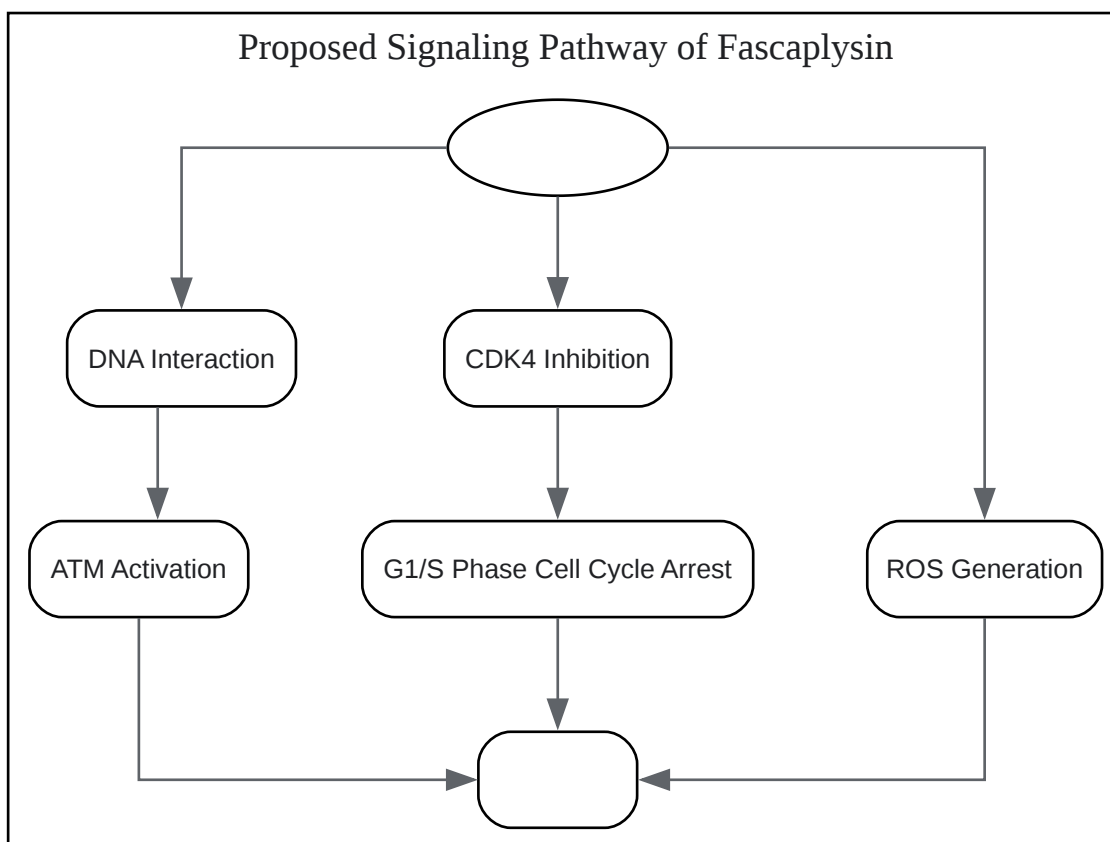 Proposed Signaling Pathway of Fascaplysin
DNA Interaction
CDK4 Inhibition
ATM Activation
G1/S Phase Cell Cycle Arrest
ROS Generation